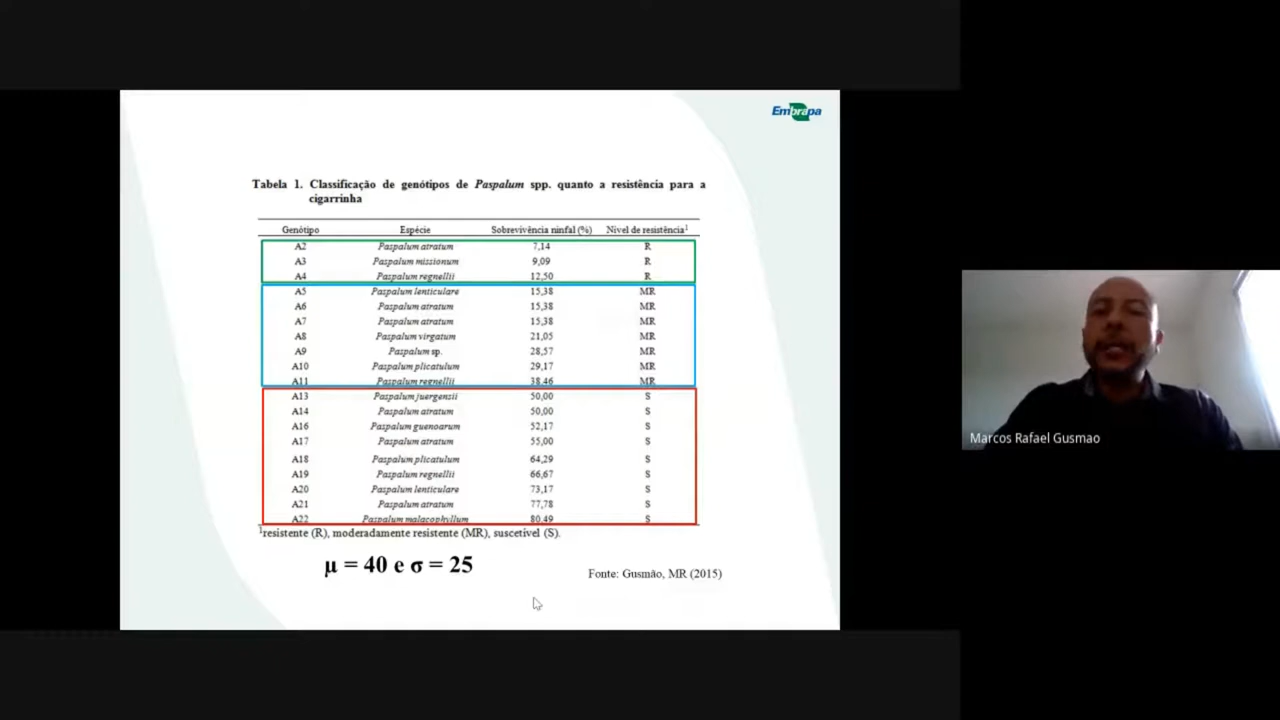 Embrapa
Tabela 1. Classificação de genótipos de Paspalum spp. quanto a resistência para a
cigarrinha
Genótipo Espécie Sobrevivência ninfal (%) Nível de resistência1
A2 Paspalum atratum 7,14 R
A3 Paspalum missionum 9,09 R
A4 Paspalum regnellii 12,50 R
A5 Paspalum lenticulare 15,38 MR
A6 Paspalum atratum 15,38 MR
A7 Paspalum atratum 15,38 MR
A8 Paspalum virgatum 21,05 MR
A9 Paspalum sp. 28,57 MR
A10 Paspalum plicatulum 29,17 MR
A11 Paspalum regnellii 38,46 MR
A13 Paspalum juergensii 50,00 S
A14 Paspalum atratum 50,00 S
A16 Paspalum guenoarum 52,17 S
A17 Paspalum atratum 55,00 S
A18 Paspalum plicatulum 64,29 S
A19 Paspalum regnellii 66,67 S
A20 Paspalum lenticulare 73,17 S
A21 Paspalum atratum 77,78 S
A22 Paspalum malacophyllum 80,49 S
1resistente (R), moderadamente resistente (MR), suscetível (S).
μ = 40 e σ = 25
Fonte: Gusmão, MR (2015)
Marcos Rafael Gusmao